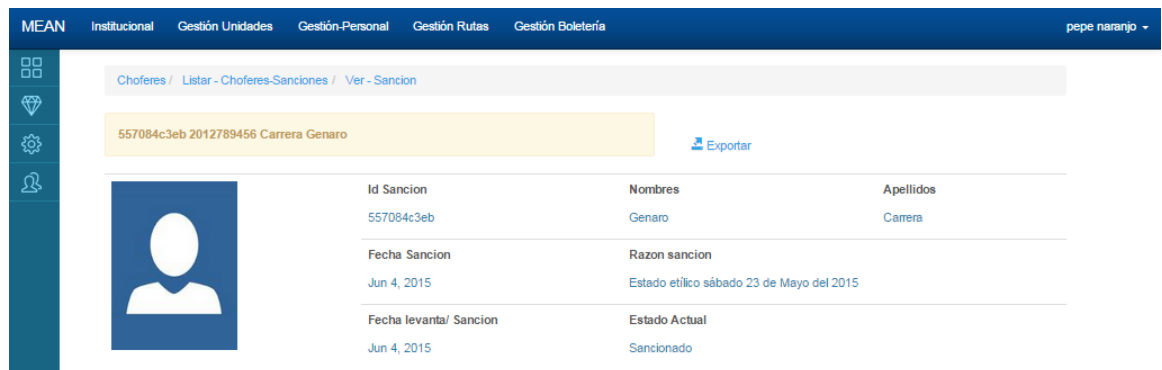 MEAN Institucional Gestión Unidades Gestión-Personal Gestión Rutas Gestión Boletería pepe naranjo
Choferes / Listar - Choferes-Sanciones / Ver - Sancion
557084c3eb 2012789456 Carrera Genaro
Exportar
Id Sancion Nombres Apellidos
557084c3eb Genaro Carrera
Fecha Sancion Razon sancion
Jun 4, 2015 Estado etílico sábado 23 de Mayo del 2015
Fecha levanta/ Sancion Estado Actual
Jun 4, 2015 Sancionado